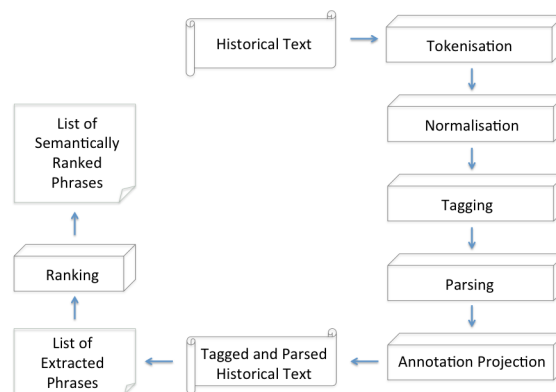 Historical Text
Tokenisation
Normalisation
Tagging
Parsing
Annotation Projection
Tagged and Parsed
Historical Text
List of
Extracted
Phrases
Ranking
List of
Semantically
Ranked
Phrases